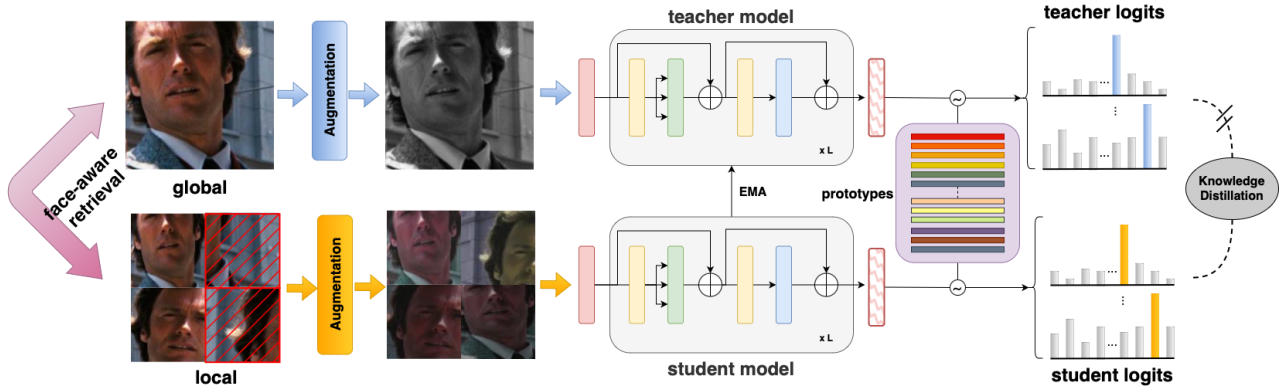 teacher model
teacher logits
Augmentation
face-aware
retrieval
global
x L
~
...
...
...
EMA
prototypes
Knowledge
Distillation
local
Augmentation
x L
~
...
...
...
student model
student logits